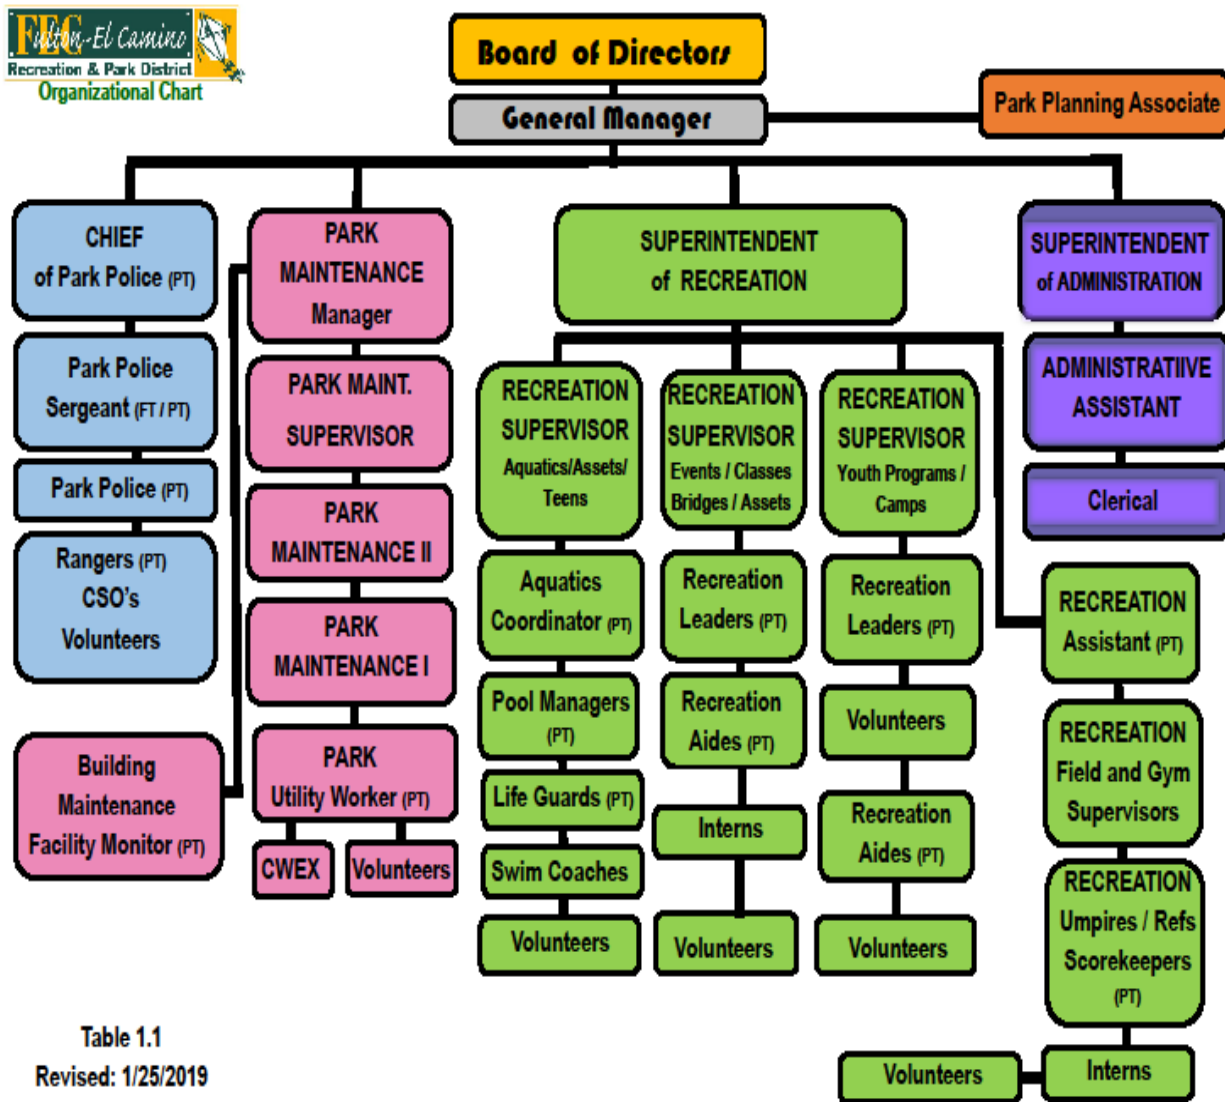 FEC
Fulton-El Camino
Recreation & Park District
Organizational Chart
Board of Directors
General Manager
Park Planning Associate
CHIEF
of Park Police (PT)
Park Police
Sergeant (FT / PT)
Park Police (PT)
Rangers (PT)
CSO's
Volunteers
PARK
MAINTENANCE
Manager
PARK MAINT.
SUPERVISOR
PARK
MAINTENANCE II
PARK
MAINTENANCE I
PARK
Utility Worker (PT)
CWEX
Volunteers
Building
Maintenance
Facility Monitor (PT)
SUPERINTENDENT
of RECREATION
RECREATION
SUPERVISOR
Aquatics/Assets/
Teens
Aquatics
Coordinator (PT)
Pool Managers
(PT)
Life Guards (PT)
Swim Coaches
Volunteers
RECREATION
SUPERVISOR
Events / Classes
Bridges / Assets
Recreation
Leaders (PT)
Recreation
Aides (PT)
Interns
Volunteers
RECREATION
SUPERVISOR
Youth Programs /
Camps
Recreation
Leaders (PT)
Volunteers
Recreation
Aides (PT)
Volunteers
RECREATION
Assistant (PT)
RECREATION
Field and Gym
Supervisors
RECREATION
Umpires / Refs
Scorekeepers
(PT)
Interns
Volunteers
SUPERINTENDENT
of ADMINISTRATION
ADMINISTRATIIVE
ASSISTANT
Clerical
Table 1.1
Revised: 1/25/2019